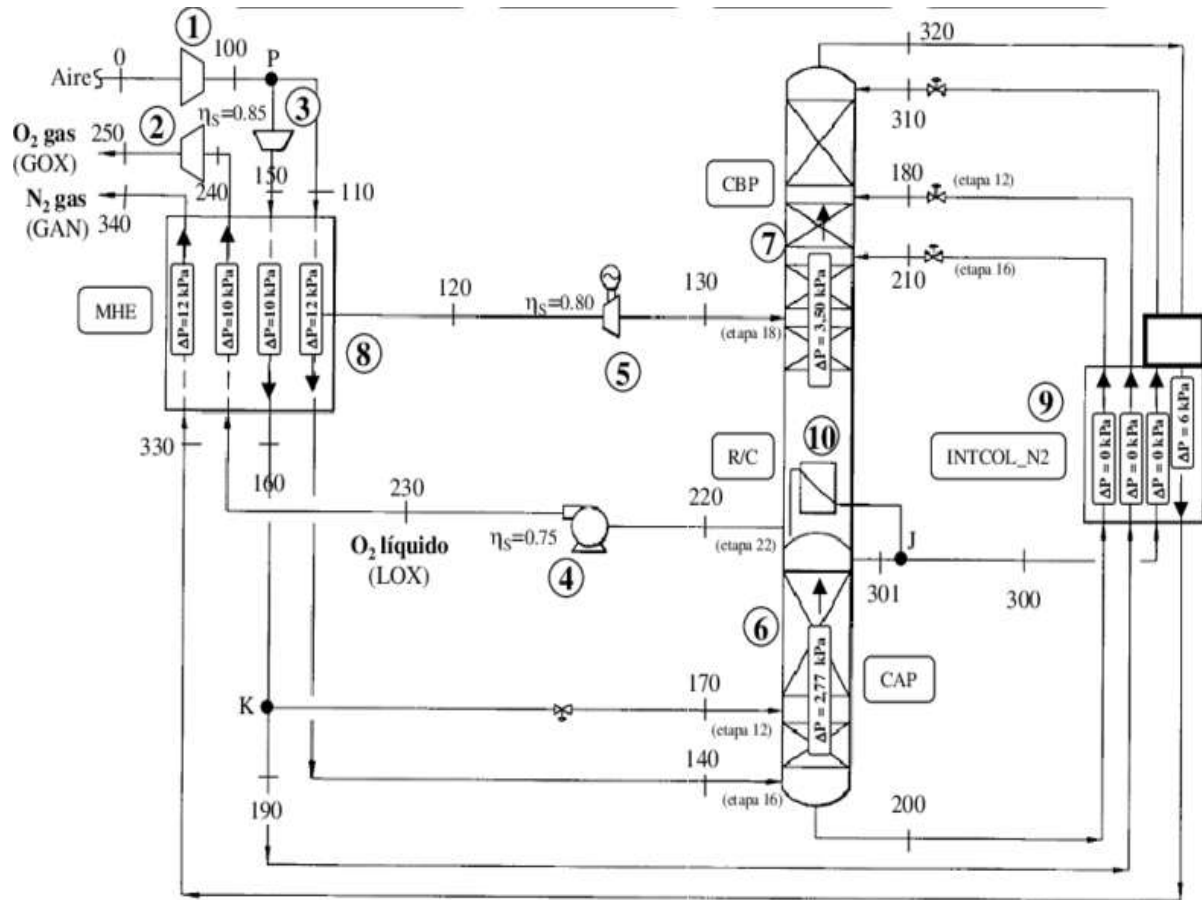 1
0
100
P
320
Aire
3
310
2
ηS=0.85
O2 gas
(GOX)
250
240
150
110
CBP
180
(etapa 12)
N2 gas
(GAN)
340
7
210
(etapa 16)
MHE
ΔP=12 kPa
ΔP=10 kPa
ΔP=10 kPa
ΔP=12 kPa
120
ηS=0.80
130
(etapa 18)
ΔP = 3,50 kPa
8
5
9
10
R/C
INTCOL_N2
ΔP = 0 kPa
ΔP = 0 kPa
ΔP = 0 kPa
ΔP = 6 kPa
330
160
230
220
(etapa 22)
ηS=0.75
O2 líquido
(LOX)
4
J
301
300
6
ΔP = 2,77 kPa
CAP
K
170
(etapa 12)
140
(etapa 16)
190
200